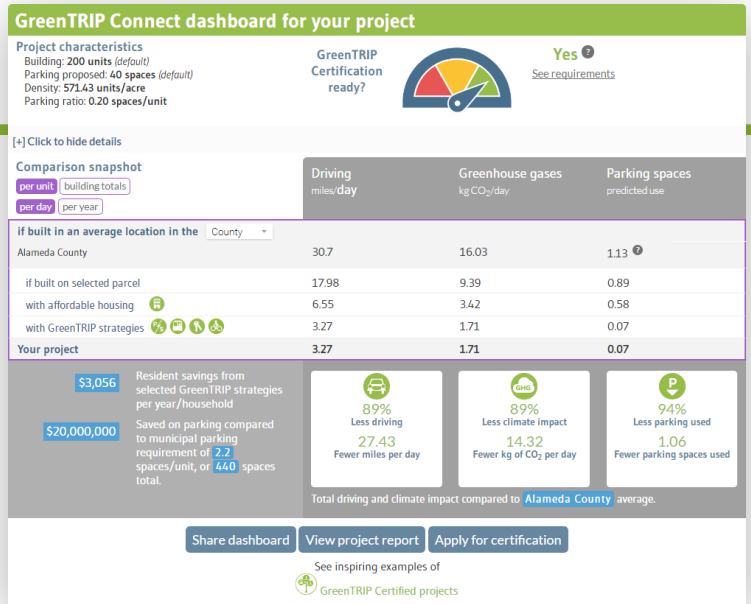 GreenTRIP Connect dashboard for your project
Project characteristics
Building: 200 units (default)
Parking proposed: 40 spaces (default)
Density: 571.43 units/acre
Parking ratio: 0.20 spaces/unit
GreenTRIP
Certification
ready?
Yes ?
See requirements
[+] Click to hide details
Comparison snapshot
per unit building totals
per day per year
Driving
miles/day
Greenhouse gases
kg CO₂/day
Parking spaces
predicted use
if built in an average location in the County
Alameda County 30.7 16.03 1.13 ?
if built on selected parcel 17.98 9.39 0.89
with affordable housing 6.55 3.42 0.58
with GreenTRIP strategies 3.27 1.71 0.07
Your project 3.27 1.71 0.07
$3,056
Resident savings from
selected GreenTRIP strategies
per year/household
$20,000,000
Saved on parking compared
to municipal parking
requirement of 2.2
spaces/unit, or 440 spaces
total.
89%
Less driving
27.43
Fewer miles per day
GHG
89%
Less climate impact
14.32
Fewer kg of CO₂ per day
P
94%
Less parking used
1.06
Fewer parking spaces used
Total driving and climate impact compared to Alameda County average.
Share dashboard View project report Apply for certification
See inspiring examples of
GreenTRIP Certified projects